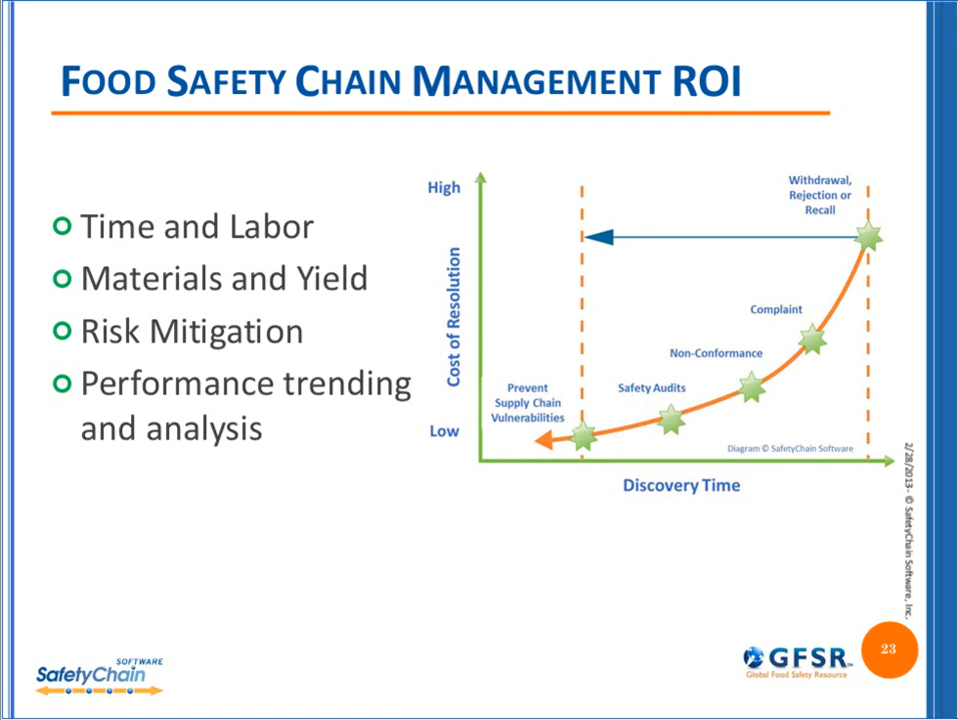 FOOD SAFETY CHAIN MANAGEMENT ROI
Time and Labor
Materials and Yield
Risk Mitigation
Performance trending
and analysis
High
Cost of Resolution
Low
Prevent
Supply Chain
Vulnerabilities
Safety Audits
Non-Conformance
Complaint
Withdrawal,
Rejection or
Recall
Diagram © SafetyChain Software
Discovery Time
2/28/2013 - © SafetyChain Software, Inc.
SOFTWARE
SafetyChain
GFSR™
Global Food Safety Resource
23